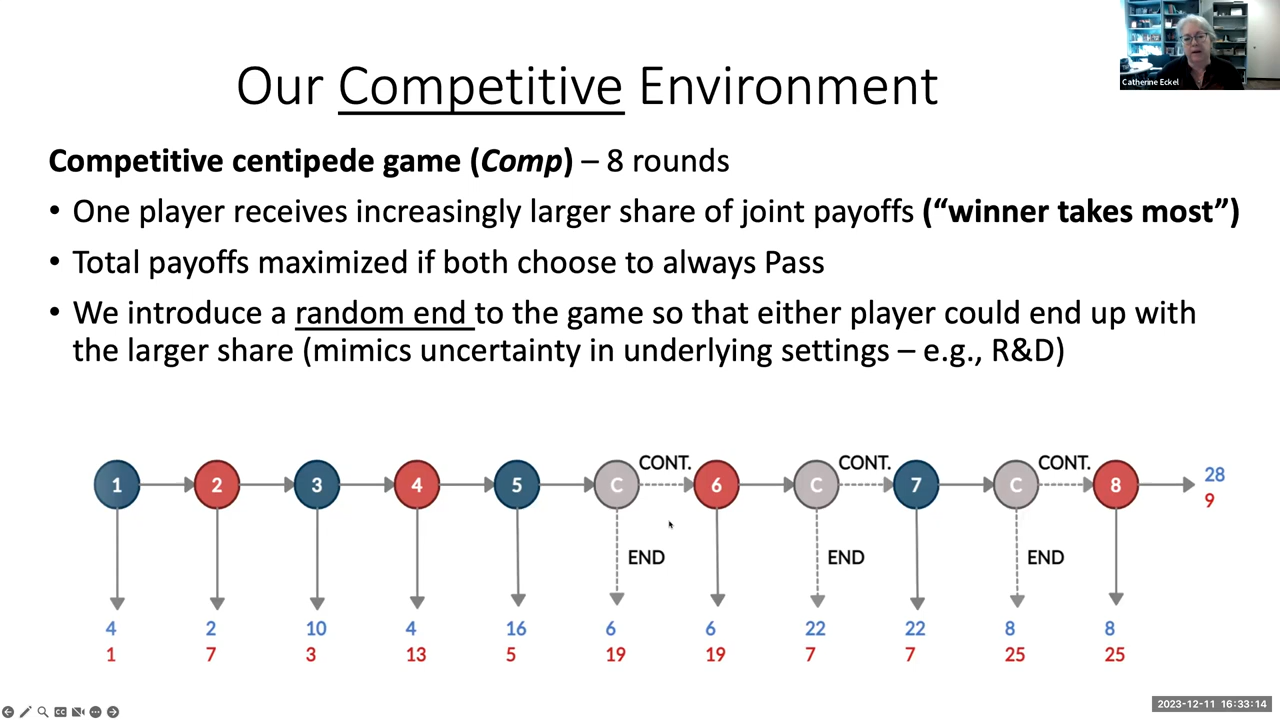 Our Competitive Environment
Catherine Eckel
Competitive centipede game (Comp) – 8 rounds
• One player receives increasingly larger share of joint payoffs (“winner takes most”)
• Total payoffs maximized if both choose to always Pass
• We introduce a random end to the game so that either player could end up with
the larger share (mimics uncertainty in underlying settings – e.g., R&D)
CONT. CONT. CONT.
1 2 3 4 5 C 6 C 7 C 8 28
9
END END END
4 2 10 4 16 6 6 22 22 8 8
1 7 3 13 5 19 19 7 7 25 25
CC
2023-12-11 16:33:14